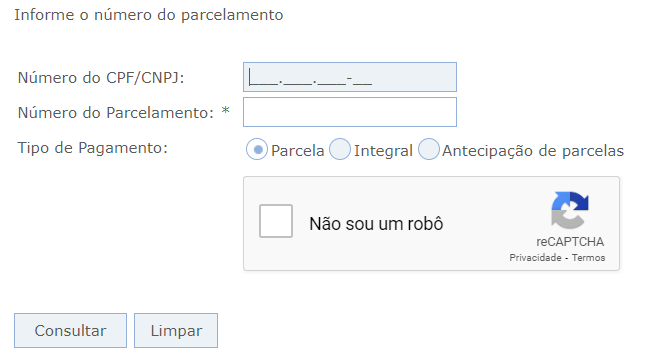 Informe o número do parcelamento
Número do CPF/CNPJ: ___.___.___-__
Número do Parcelamento: *
Tipo de Pagamento: Parcela Integral Antecipação de parcelas
Não sou um robô
reCAPTCHA
Privacidade - Termos
Consultar Limpar